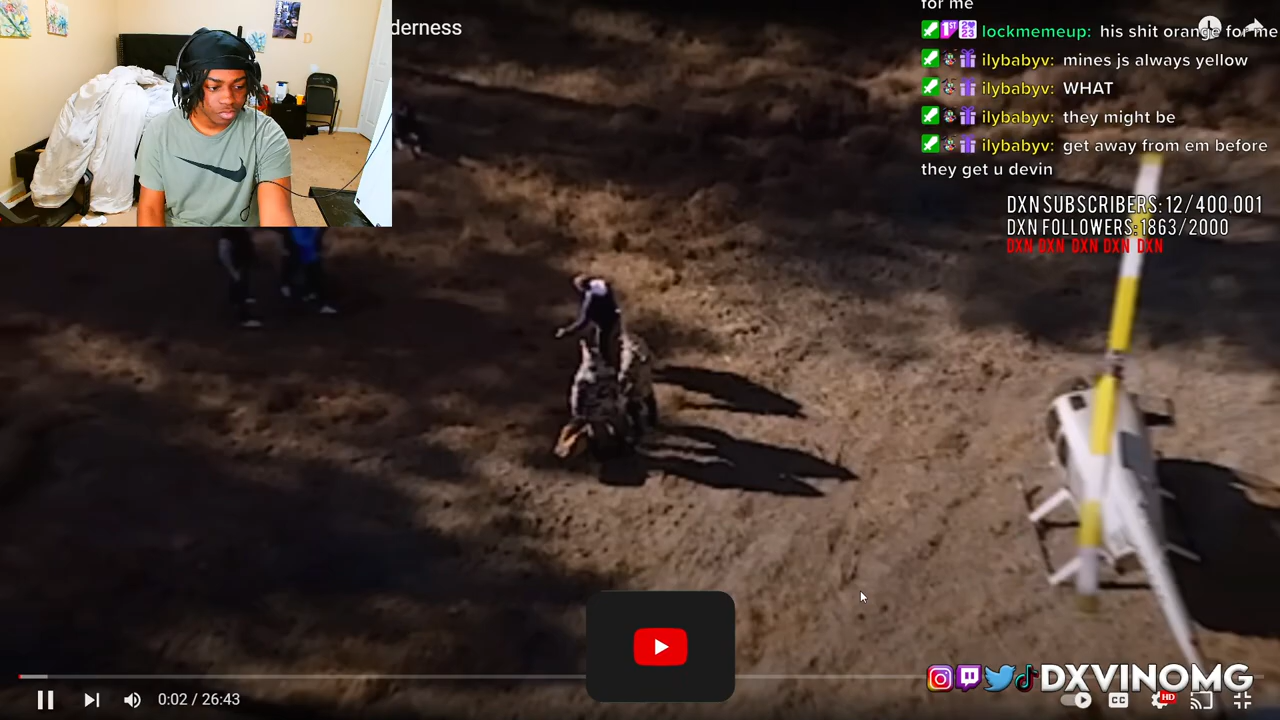 derness
for me
lockmemeup: his shit orange for me
ilybabyv: mines js always yellow
ilybabyv: WHAT
ilybabyv: they might be
ilybabyv: get away from em before
they get u devin
DXN SUBSCRIBERS: 12/400,001
DXN FOLLOWERS: 1863/2000
DXN DXN DXN DXN DXN
0:02 / 26:43
DXVINOMG
CC
HD